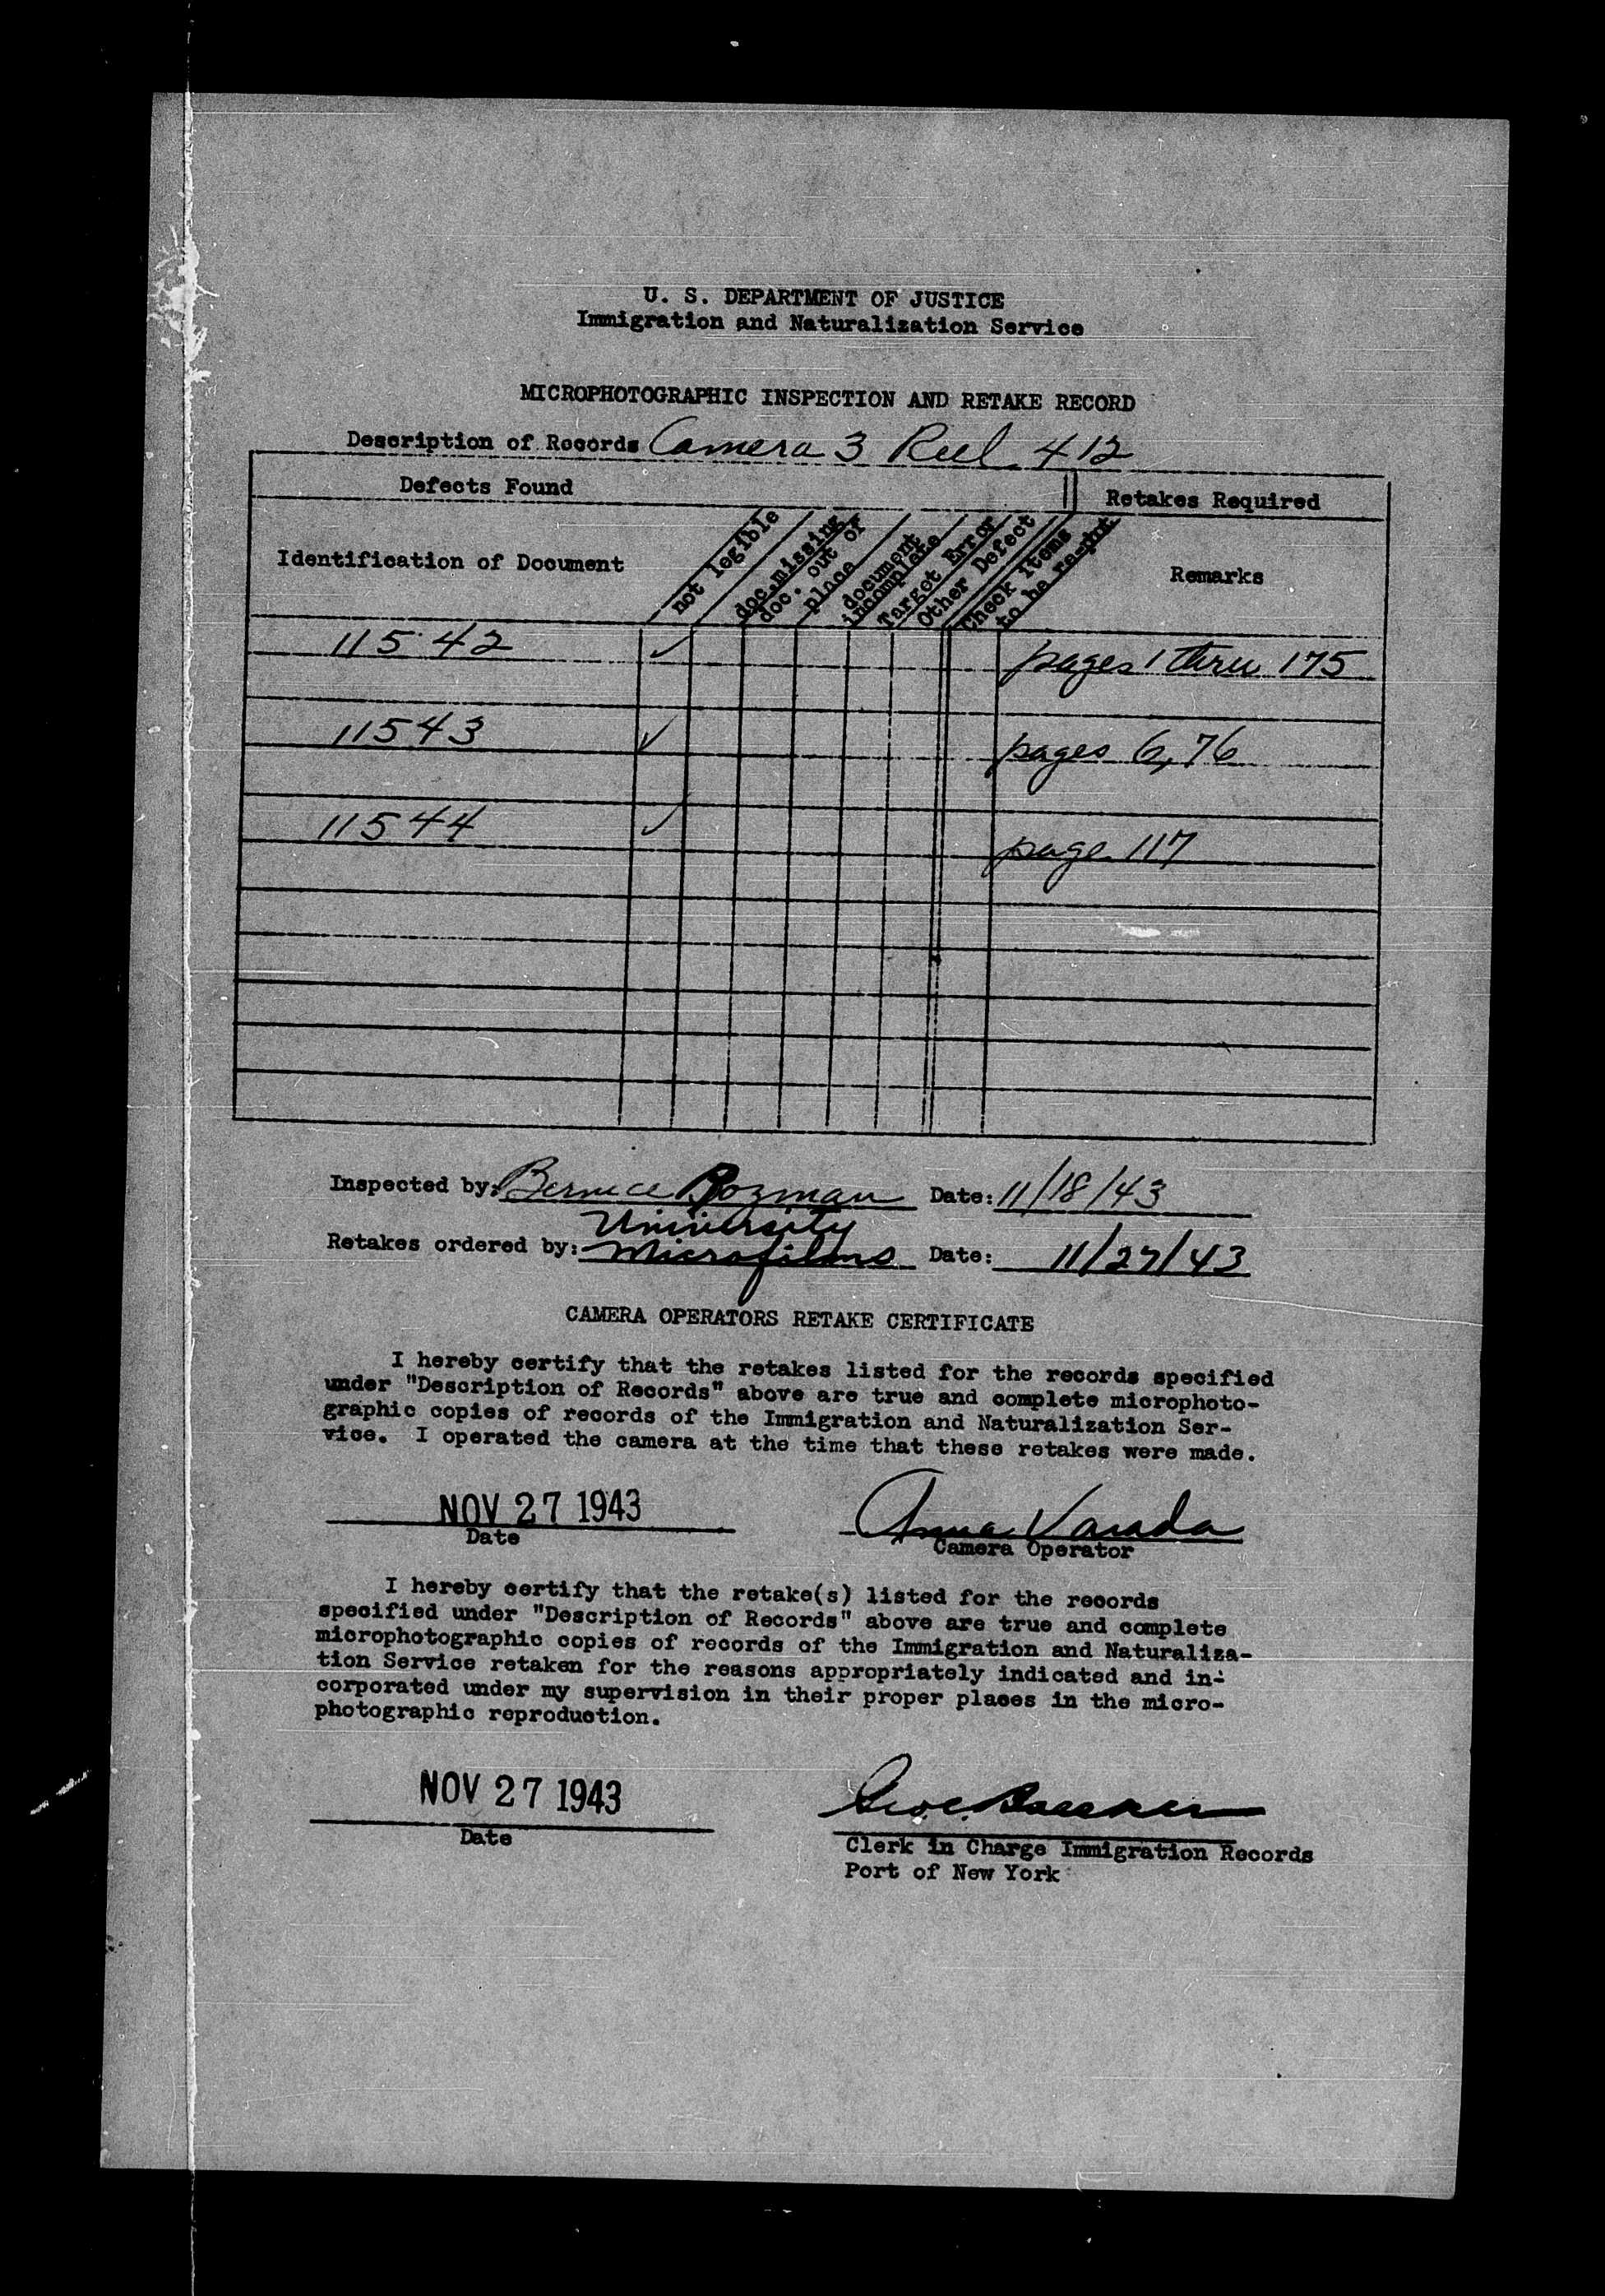 U. S. DEPARTMENT OF JUSTICE
Immigration and Naturalization Service
MICROPHOTOGRAPHIC INSPECTION AND RETAKE RECORD
Description of Records Camera 3 Reel 412
Defects Found
Retakes Required
Identification of Document
not legible
doc.missing
doc. out of
place
document
incomplete
Target Error
Other Defect
Check Items
to be re-pht
Remarks
11542 ✓ pages 1 thru 175
11543 ✓ pages 6, 76
11544 ✓ page 117
Inspected by: Bernice Rozman Date: 11/18/43
University
Retakes ordered by: Microfilms Date: 11/27/43
CAMERA OPERATORS RETAKE CERTIFICATE
I hereby certify that the retakes listed for the records specified
under "Description of Records" above are true and complete microphoto-
graphic copies of records of the Immigration and Naturalization Ser-
vice. I operated the camera at the time that these retakes were made.
NOV 27 1943 Anna Varada
Date Camera Operator
I hereby certify that the retake(s) listed for the records
specified under "Description of Records" above are true and complete
microphotographic copies of records of the Immigration and Naturaliza-
tion Service retaken for the reasons appropriately indicated and in-
corporated under my supervision in their proper places in the micro-
photographic reproduction.
NOV 27 1943
Date
Clerk in Charge Immigration Records
Port of New York